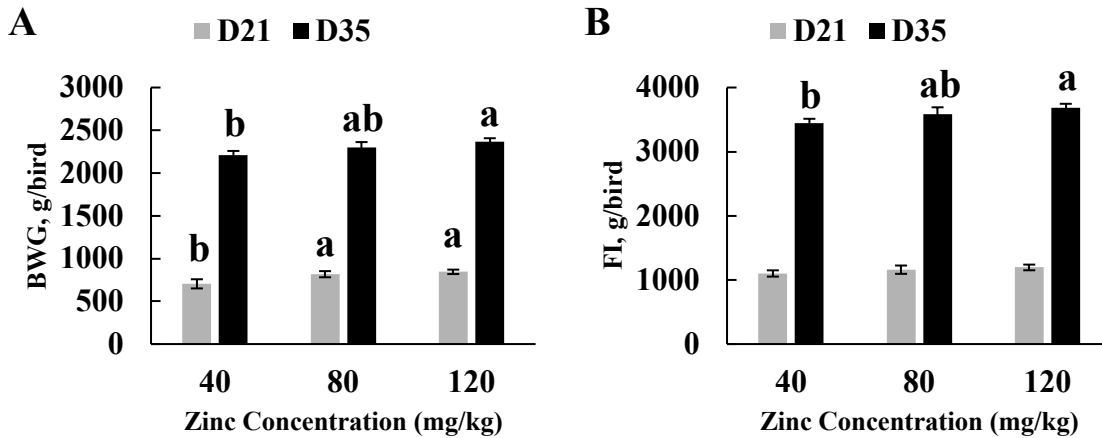 A
D21 D35
3000
2500
2000
1500
1000
500
0
BWG, g/bird
b
b
ab
a
a
a
40 80 120
Zinc Concentration (mg/kg)
B
D21 D35
4000
3000
2000
1000
0
FI, g/bird
b
ab
a
40 80 120
Zinc Concentration (mg/kg)